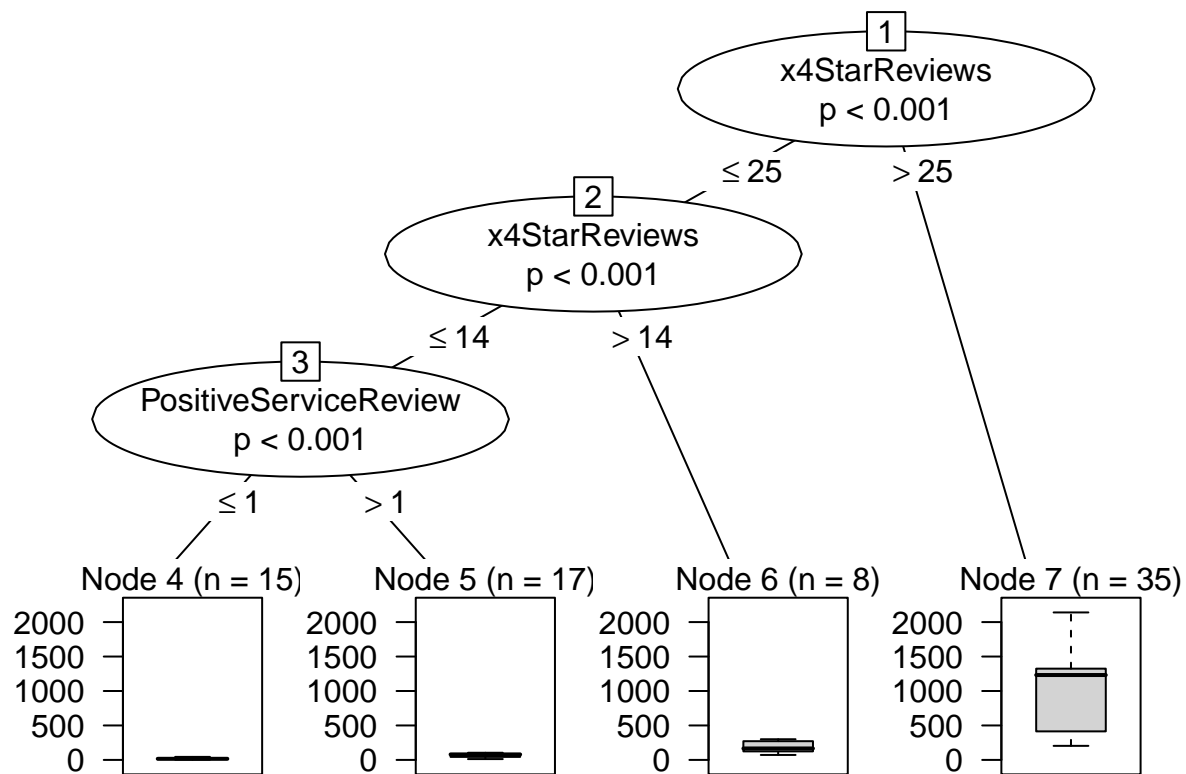 1
x4StarReviews
p < 0.001
≤ 25
> 25
2
x4StarReviews
p < 0.001
≤ 14
> 14
3
PositiveServiceReview
p < 0.001
≤ 1
> 1
Node 4 (n = 15)
2000
1500
1000
500
0
Node 5 (n = 17)
2000
1500
1000
500
0
Node 6 (n = 8)
2000
1500
1000
500
0
Node 7 (n = 35)
2000
1500
1000
500
0